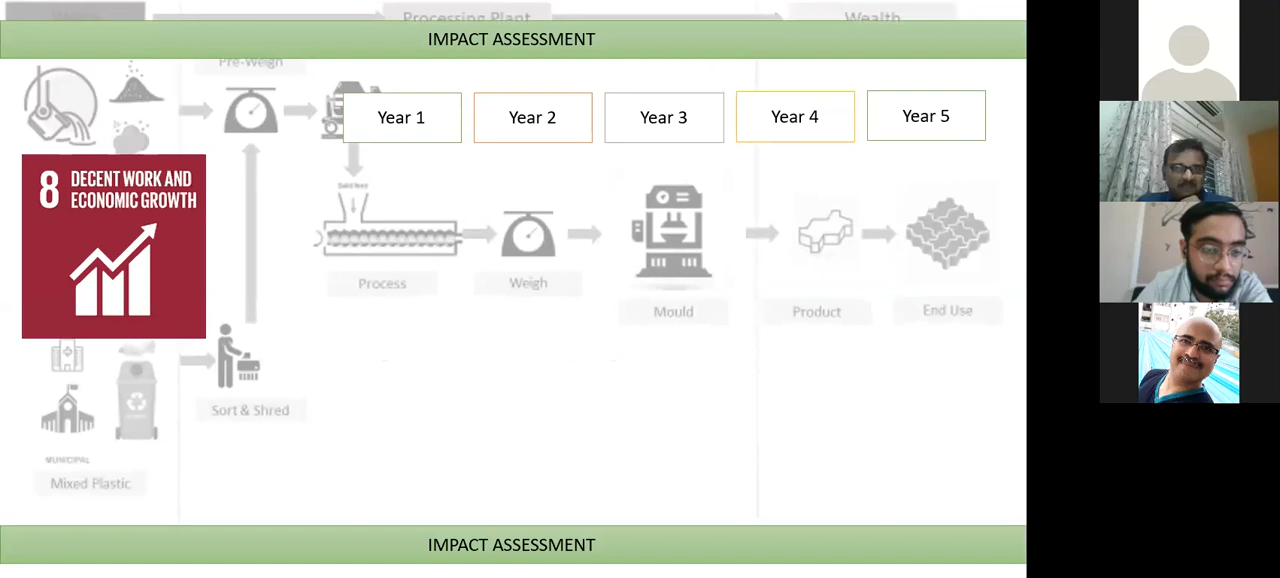 Processing Plant
Wealth
IMPACT ASSESSMENT
Pre-Weigh
Year 1
Year 2
Year 3
Year 4
Year 5
8 DECENT WORK AND
ECONOMIC GROWTH
Process
Weigh
Mould
Product
End Use
Sort & Shred
MUNICIPAL
Mixed Plastic
IMPACT ASSESSMENT